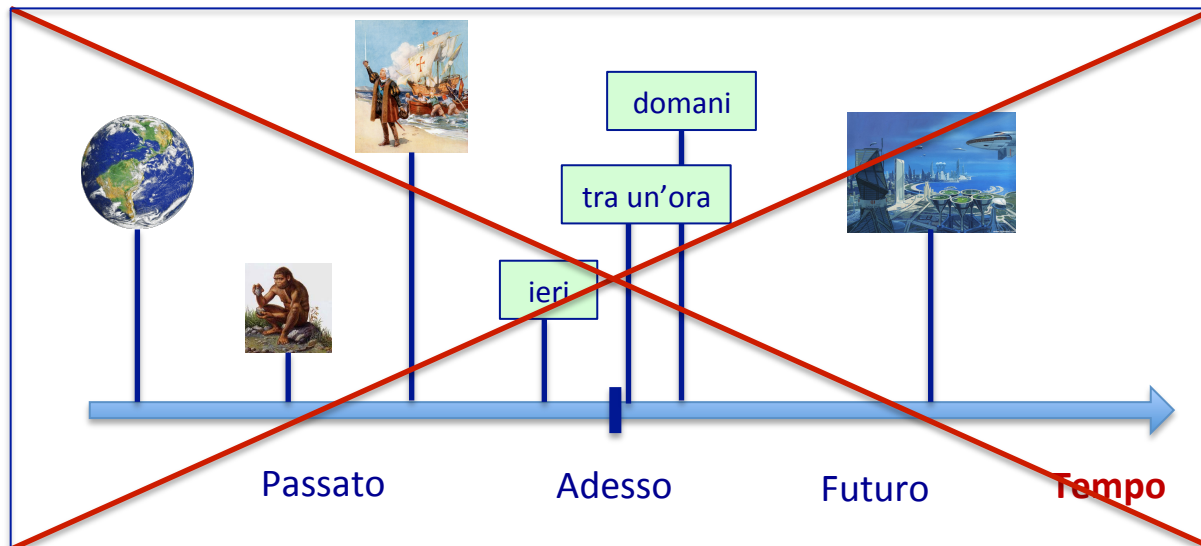 domani
tra un’ora
ieri
Passato
Adesso
Futuro
Tempo